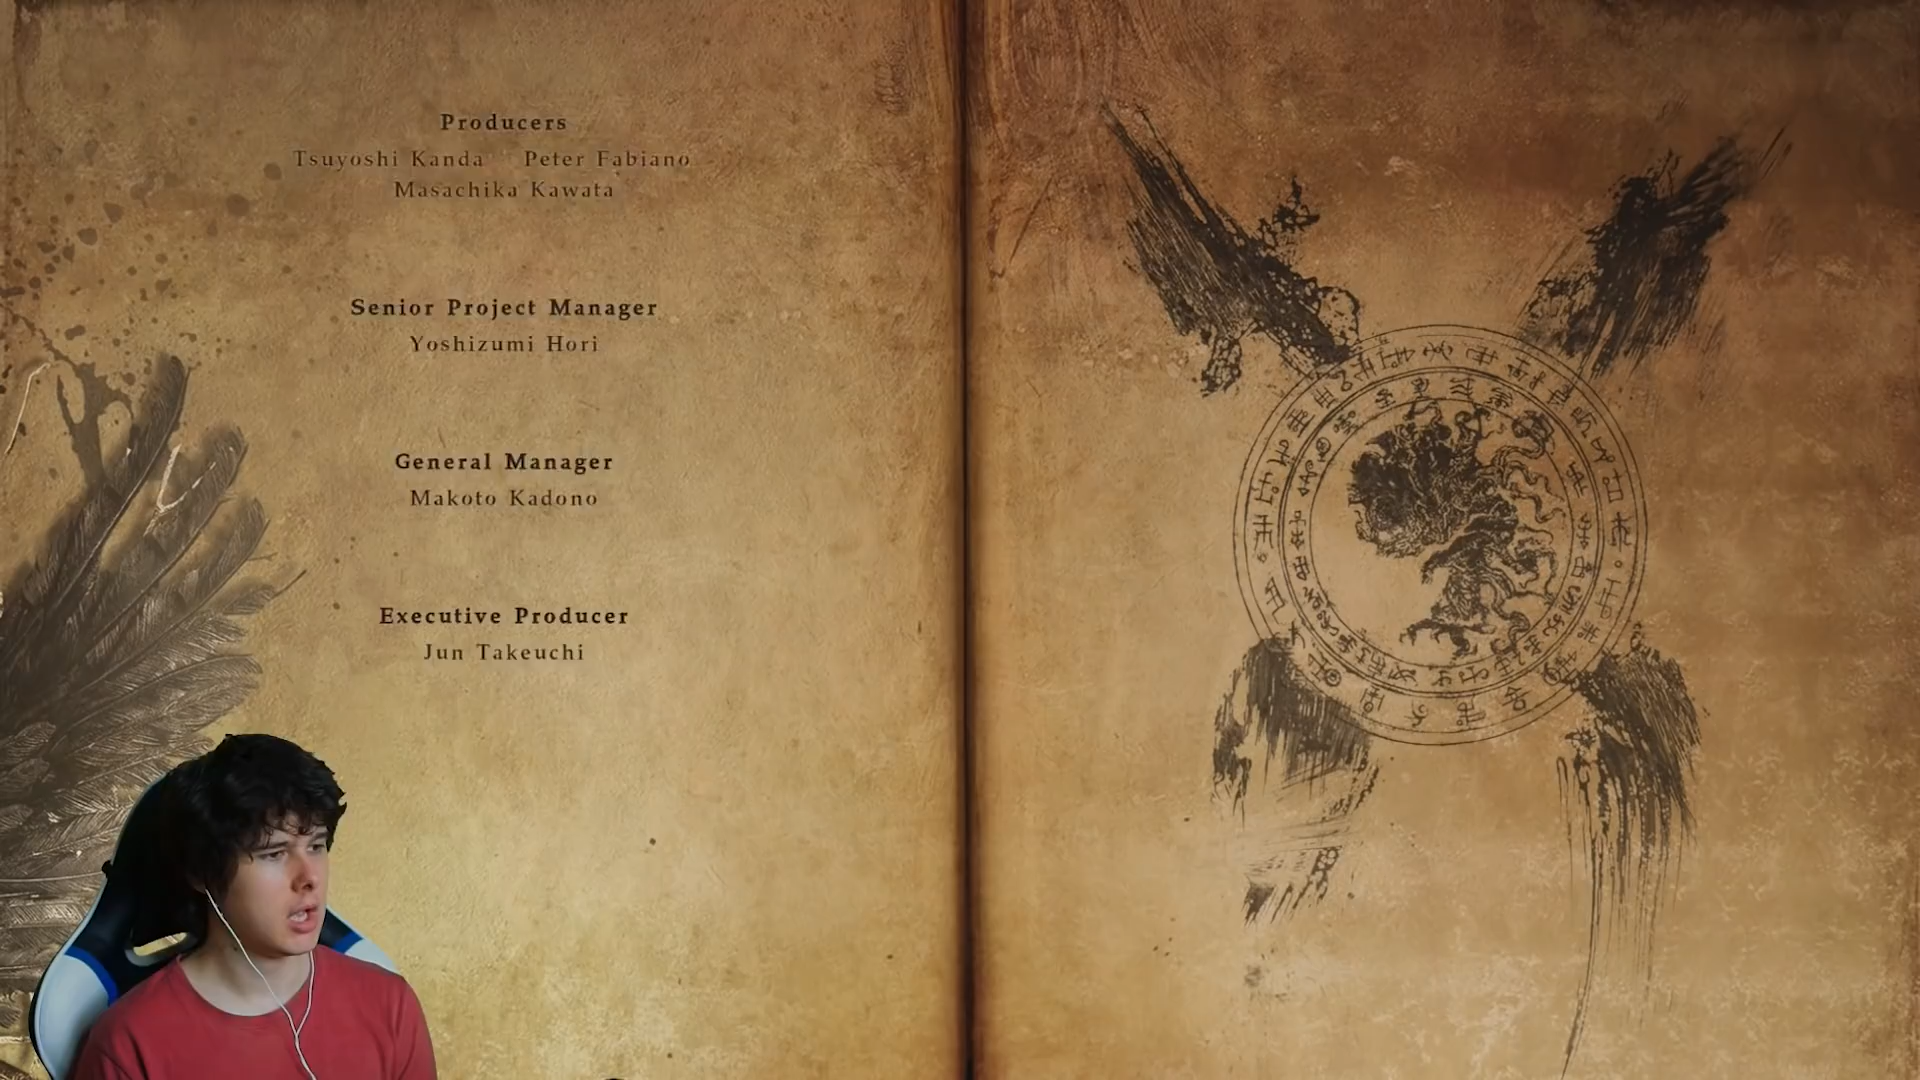 Producers
Tsuyoshi Kanda Peter Fabiano
Masachika Kawata
Senior Project Manager
Yoshizumi Hori
General Manager
Makoto Kadono
Executive Producer
Jun Takeuchi